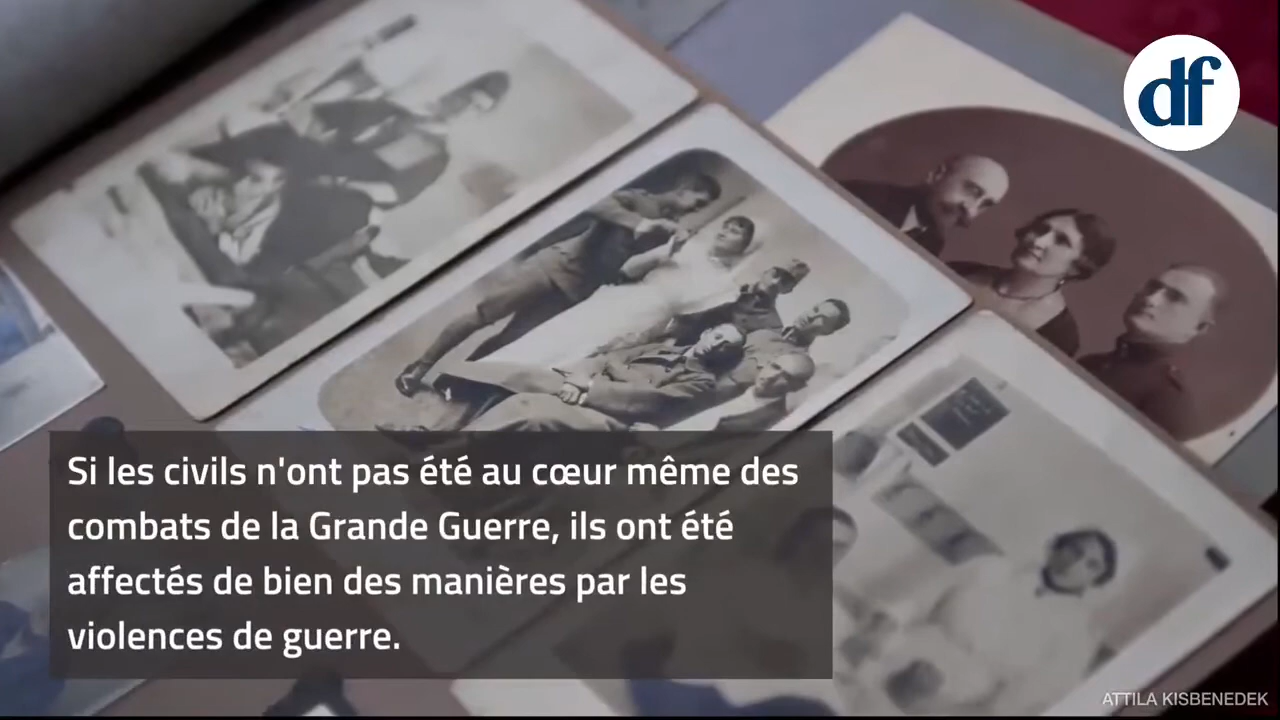 df
Si les civils n'ont pas été au cœur même des
combats de la Grande Guerre, ils ont été
affectés de bien des manières par les
violences de guerre.
ATTILA KISBENEDEK